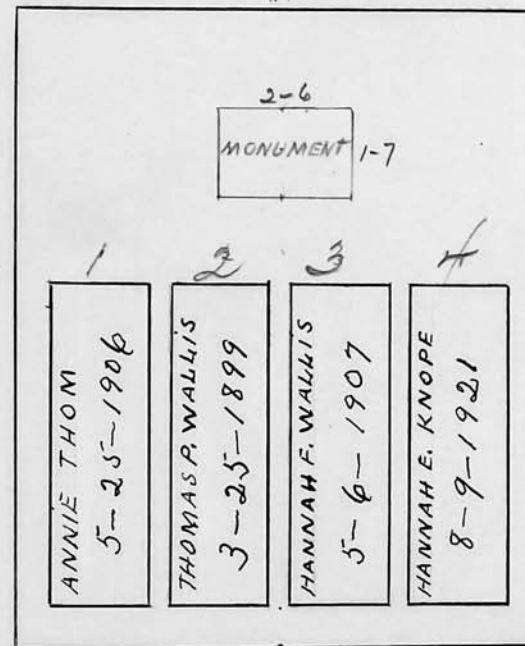 2-6
MONUMENT 1-7
1 2 3 4
ANNIE THOM
5-25-1906
THOMAS P. WALLIS
3-25-1899
HANNAH F. WALLIS
5-6-1907
HANNAH E. KNOPE
8-9-1921